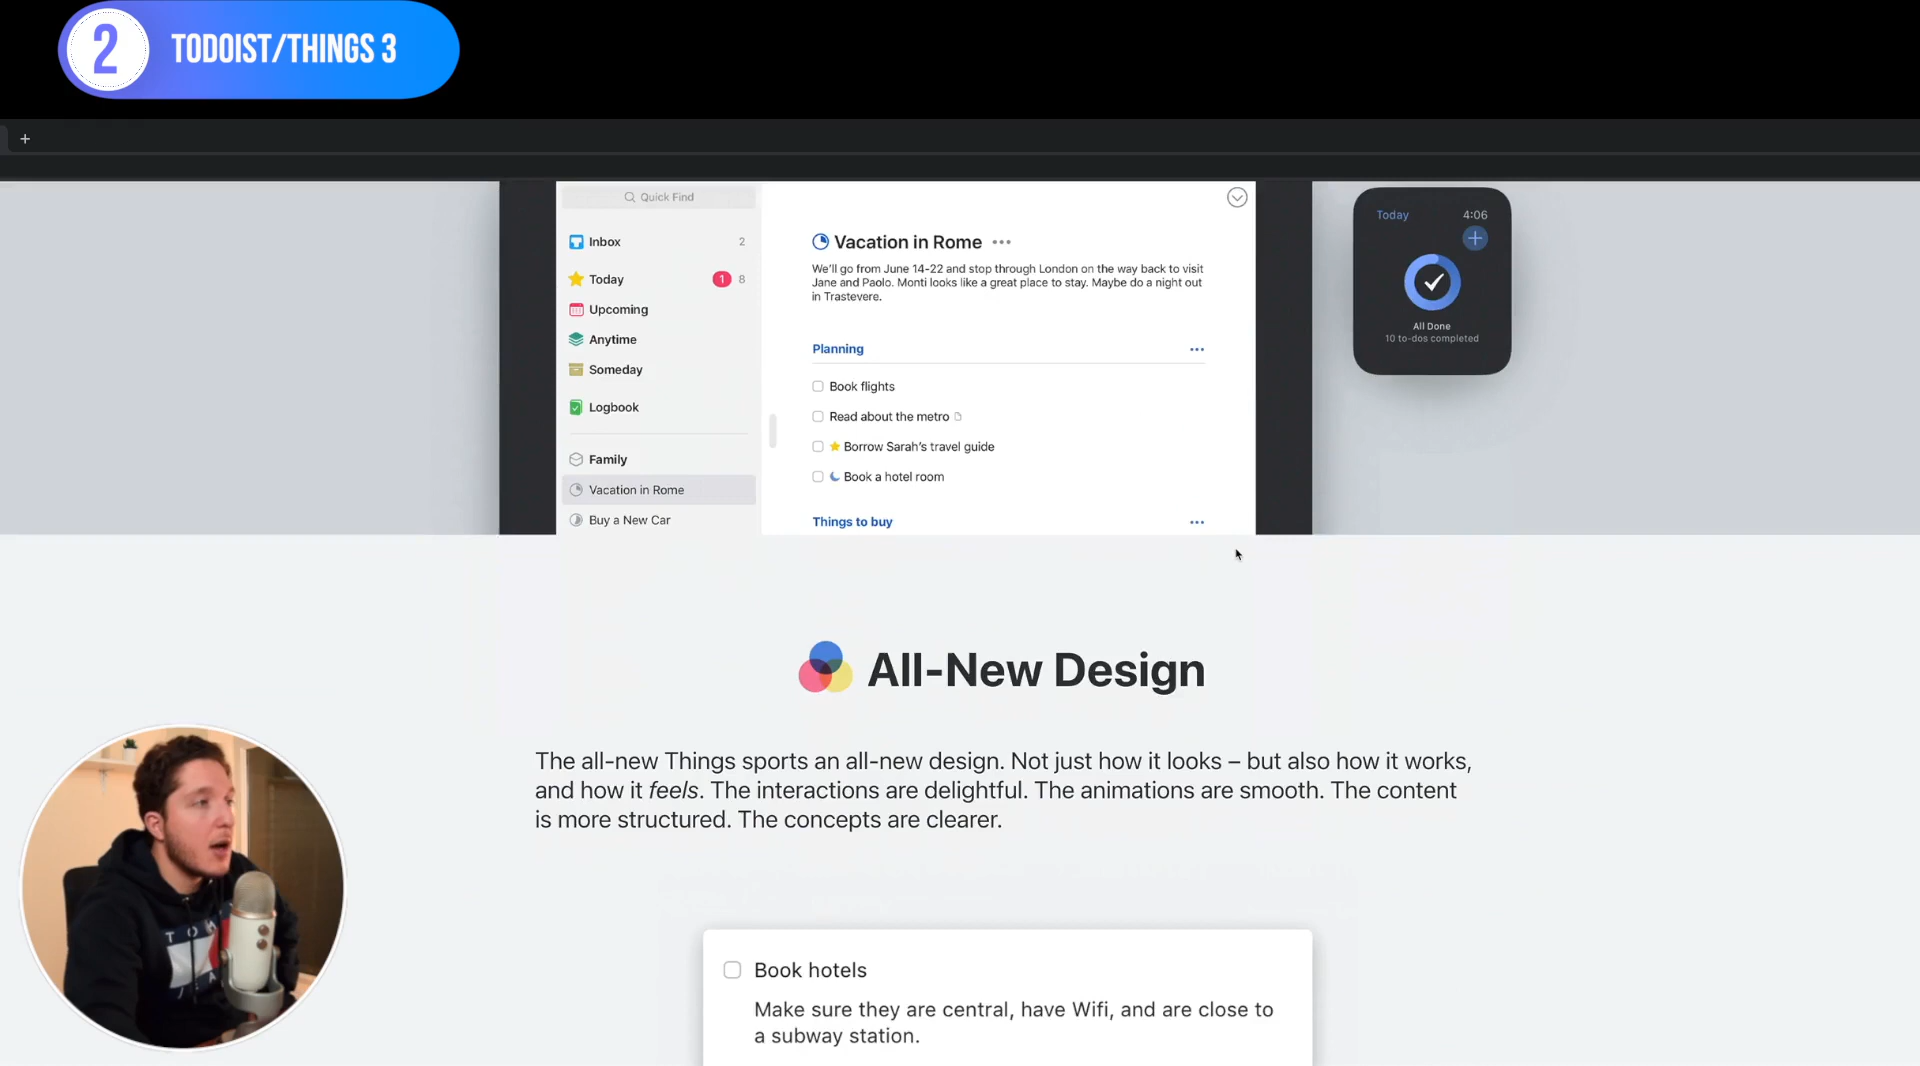 2 TODOIST/THINGS 3
Quick Find
Inbox 2
Today 1 8
Upcoming
Anytime
Someday
Logbook
Family
Vacation in Rome
Buy a New Car
Vacation in Rome
We'll go from June 14-22 and stop through London on the way back to visit
Jane and Paolo. Monti looks like a great place to stay. Maybe do a night out
in Trastevere.
Planning
Book flights
Read about the metro
Borrow Sarah's travel guide
Book a hotel room
Things to buy
Today 4:06
All Done
10 to-dos completed
All-New Design
The all-new Things sports an all-new design. Not just how it looks – but also how it works,
and how it feels. The interactions are delightful. The animations are smooth. The content
is more structured. The concepts are clearer.
Book hotels
Make sure they are central, have Wifi, and are close to
a subway station.